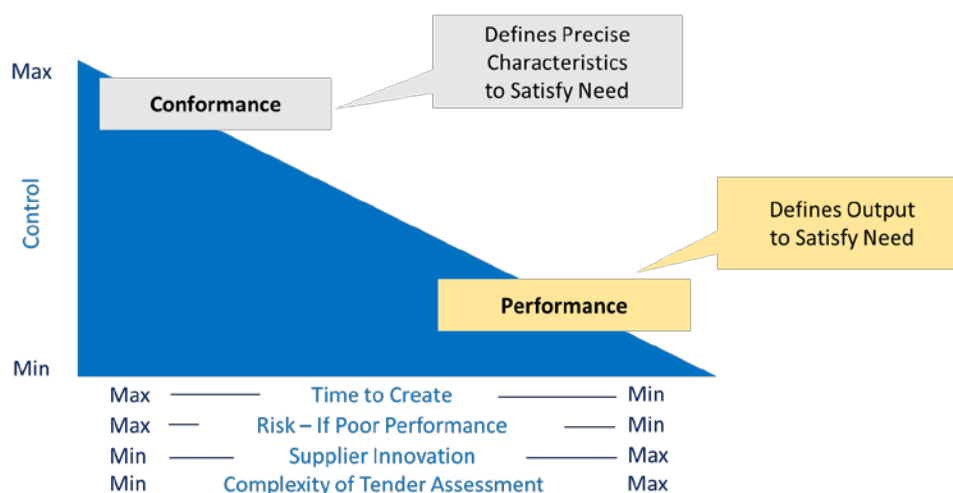 Defines Precise
Characteristics
to Satisfy Need
Max
Conformance
Control
Defines Output
to Satisfy Need
Performance
Min
Max Time to Create Min
Max Risk – If Poor Performance Min
Min Supplier Innovation Max
Min Complexity of Tender Assessment Max